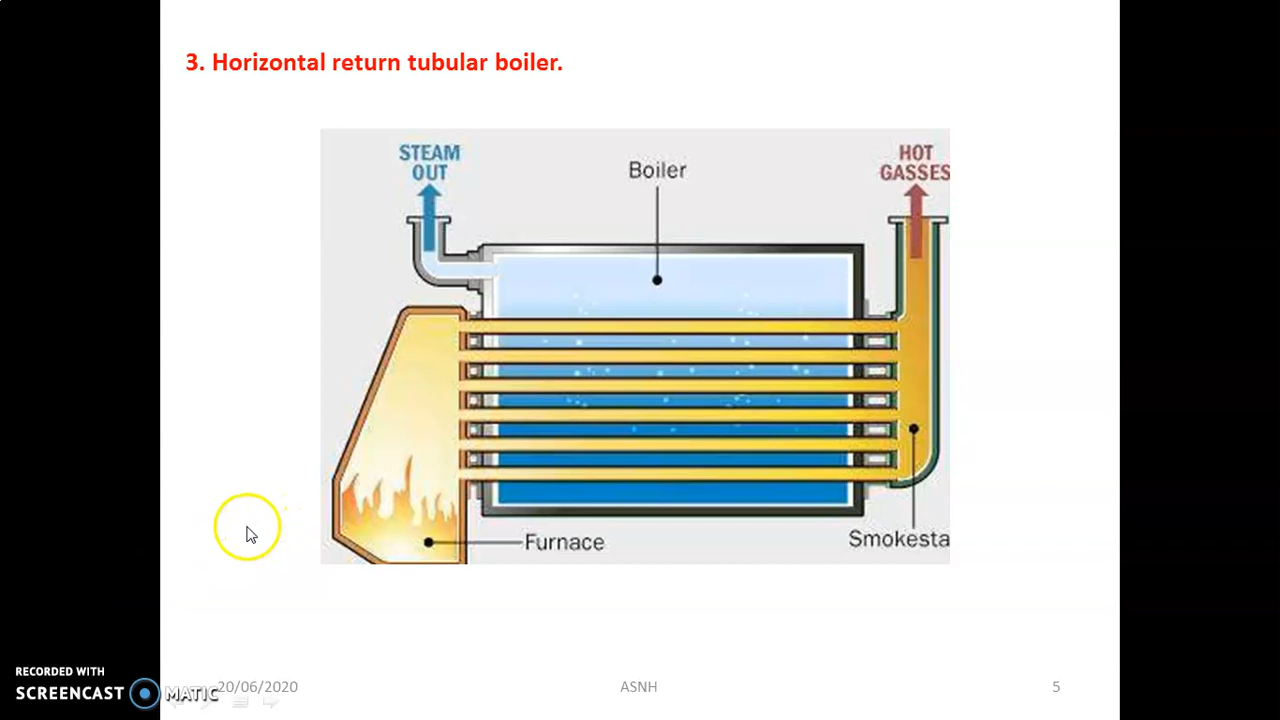 3. Horizontal return tubular boiler.
STEAM
OUT
Boiler
HOT
GASSES
Furnace
Smokesta
RECORDED WITH
SCREENCAST MATIC
20/06/2020
ASNH
5